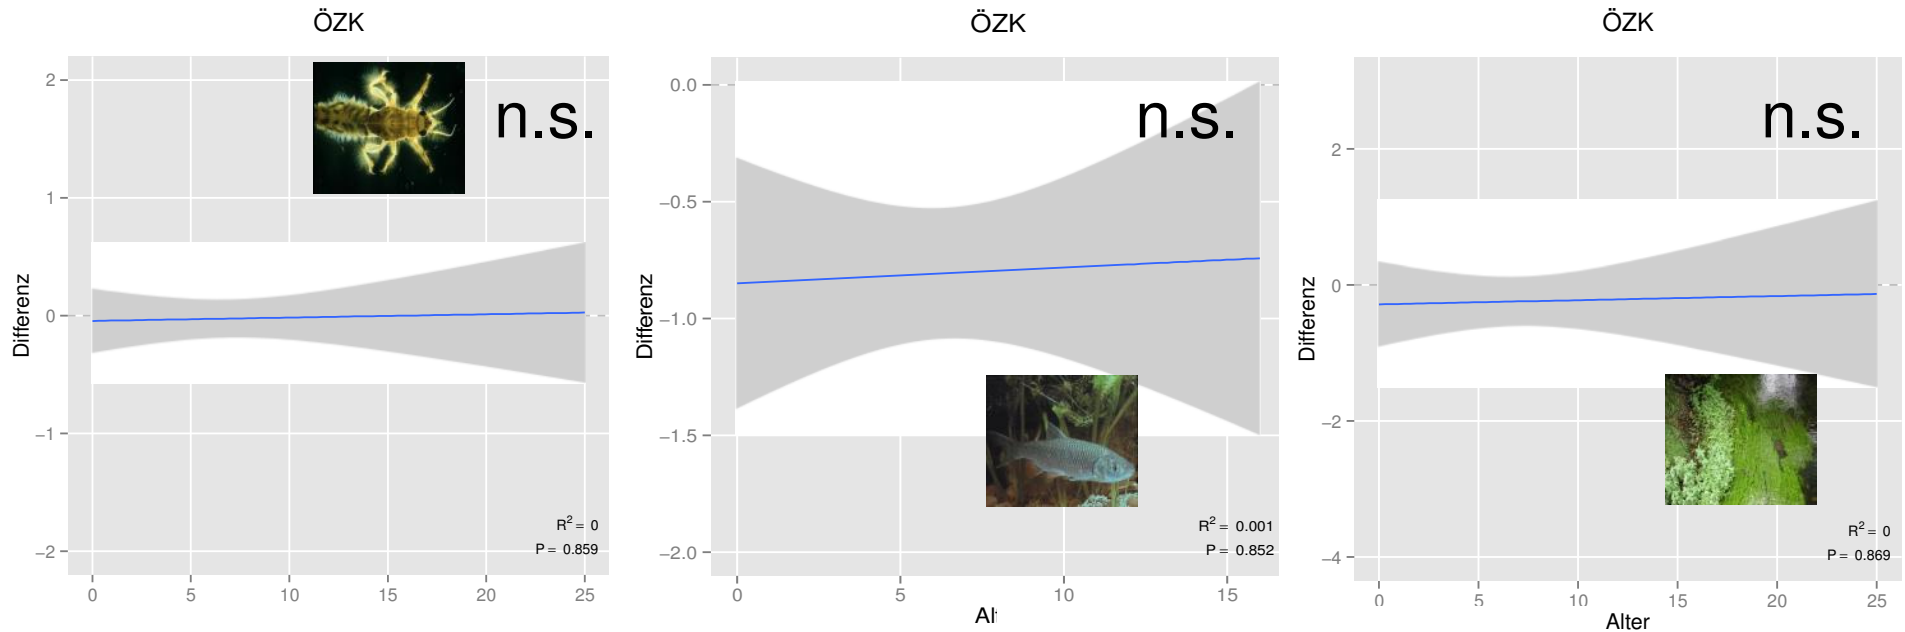 ÖZK
2
1
0
−1
−2
Differenz
n.s.
R² = 0
P = 0.859
0 5 10 15 20 25
ÖZK
0.0
−0.5
−1.0
−1.5
−2.0
Differenz
n.s.
R² = 0.001
P = 0.852
0 5 10 15
ÖZK
2
0
−2
−4
Differenz
n.s.
R² = 0
P = 0.869
0 5 10 15 20 25
Alter